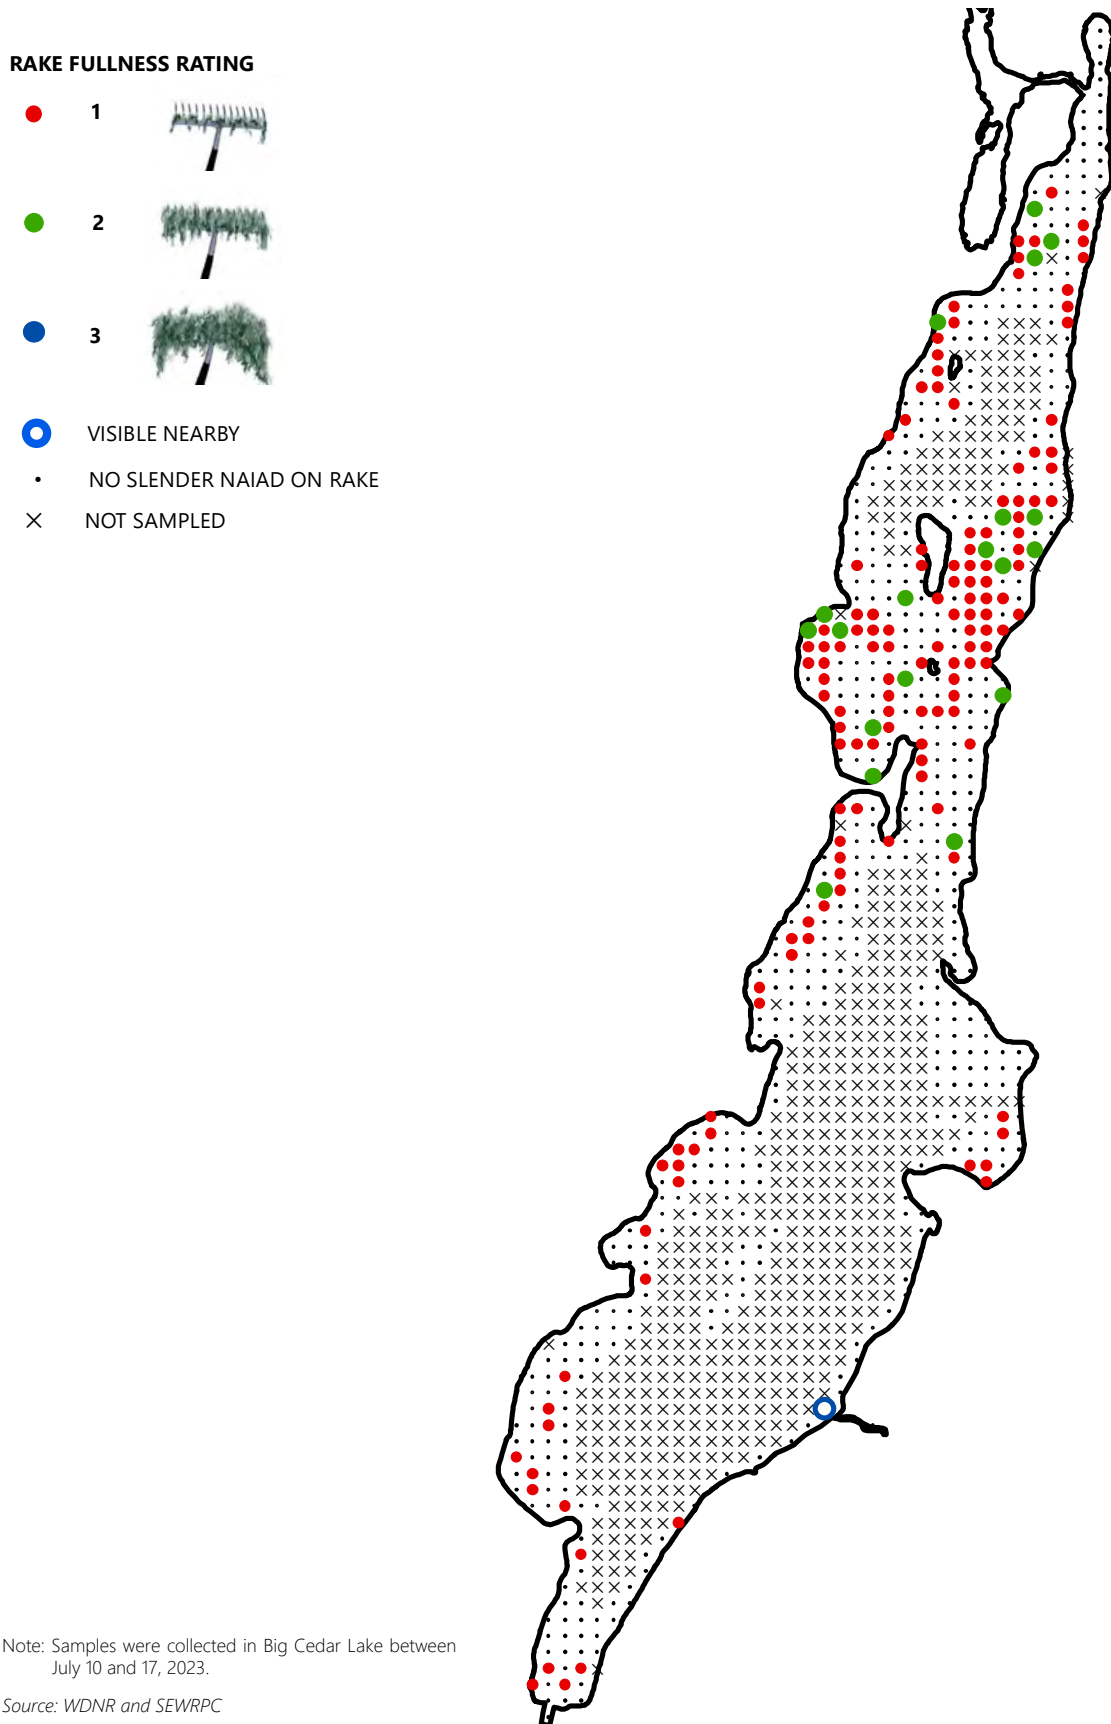 RAKE FULLNESS RATING
1
2
3
VISIBLE NEARBY
NO SLENDER NAIAD ON RAKE
NOT SAMPLED
Note: Samples were collected in Big Cedar Lake between
July 10 and 17, 2023.
Source: WDNR and SEWRPC